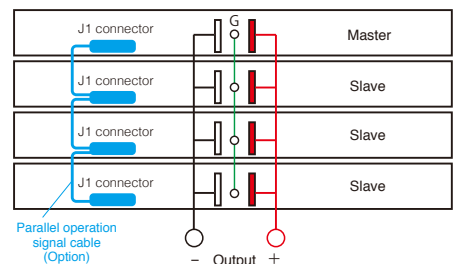 J1 connector
G
Master
J1 connector
Slave
J1 connector
Slave
J1 connector
Slave
Parallel operation
signal cable
(Option)
− Output +